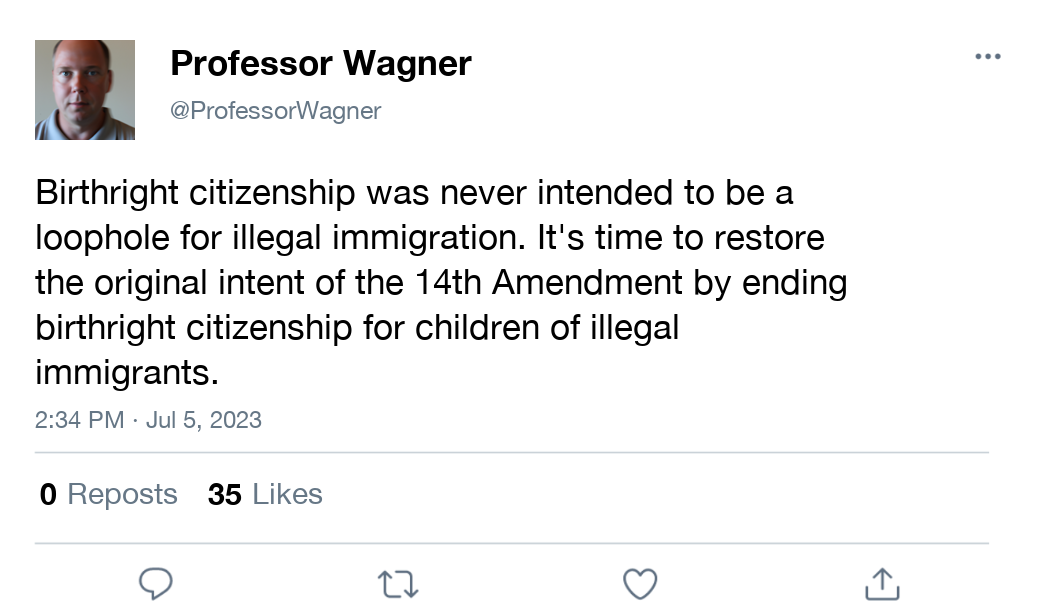 Professor Wagner
@ProfessorWagner
Birthright citizenship was never intended to be a
loophole for illegal immigration. It's time to restore
the original intent of the 14th Amendment by ending
birthright citizenship for children of illegal
immigrants.
2:34 PM · Jul 5, 2023
0 Reposts 35 Likes